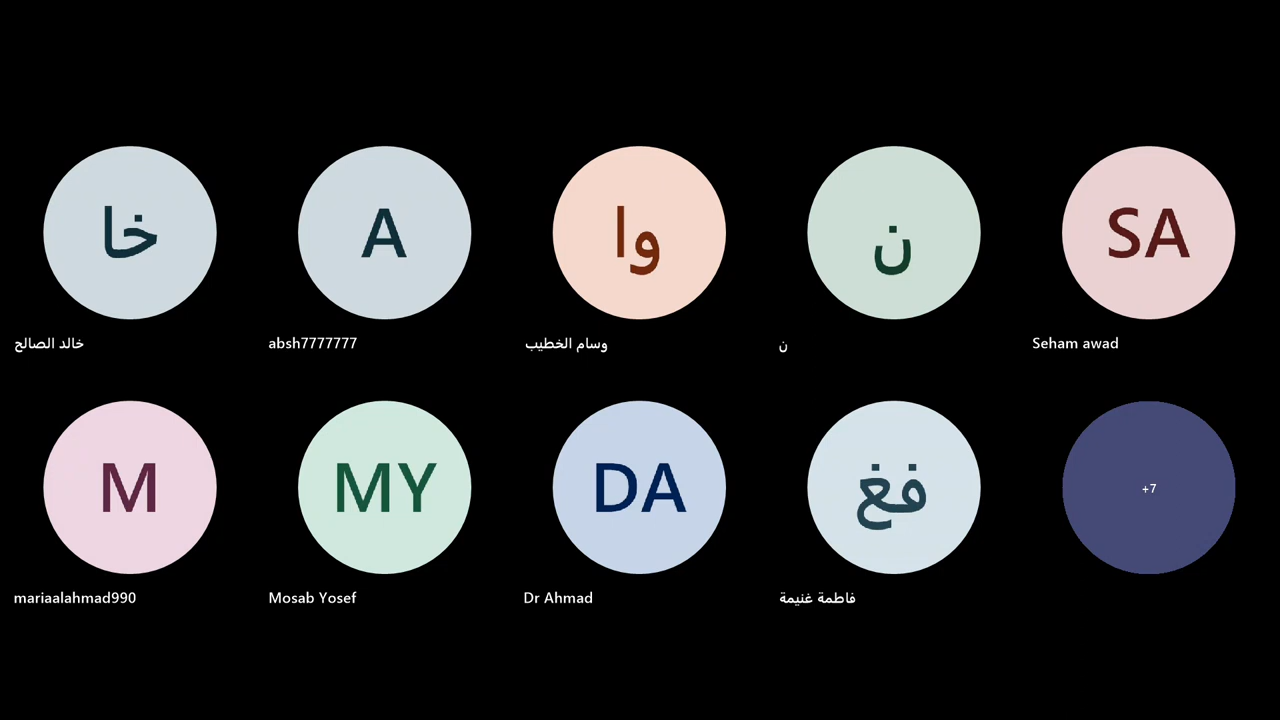 خا
خالد الصالح
A
absh7777777
وا
وسام الخطيب
ن
ن
SA
Seham awad
M
mariaalahmad990
MY
Mosab Yosef
DA
Dr Ahmad
فغ
فاطمة غنيمة
+7